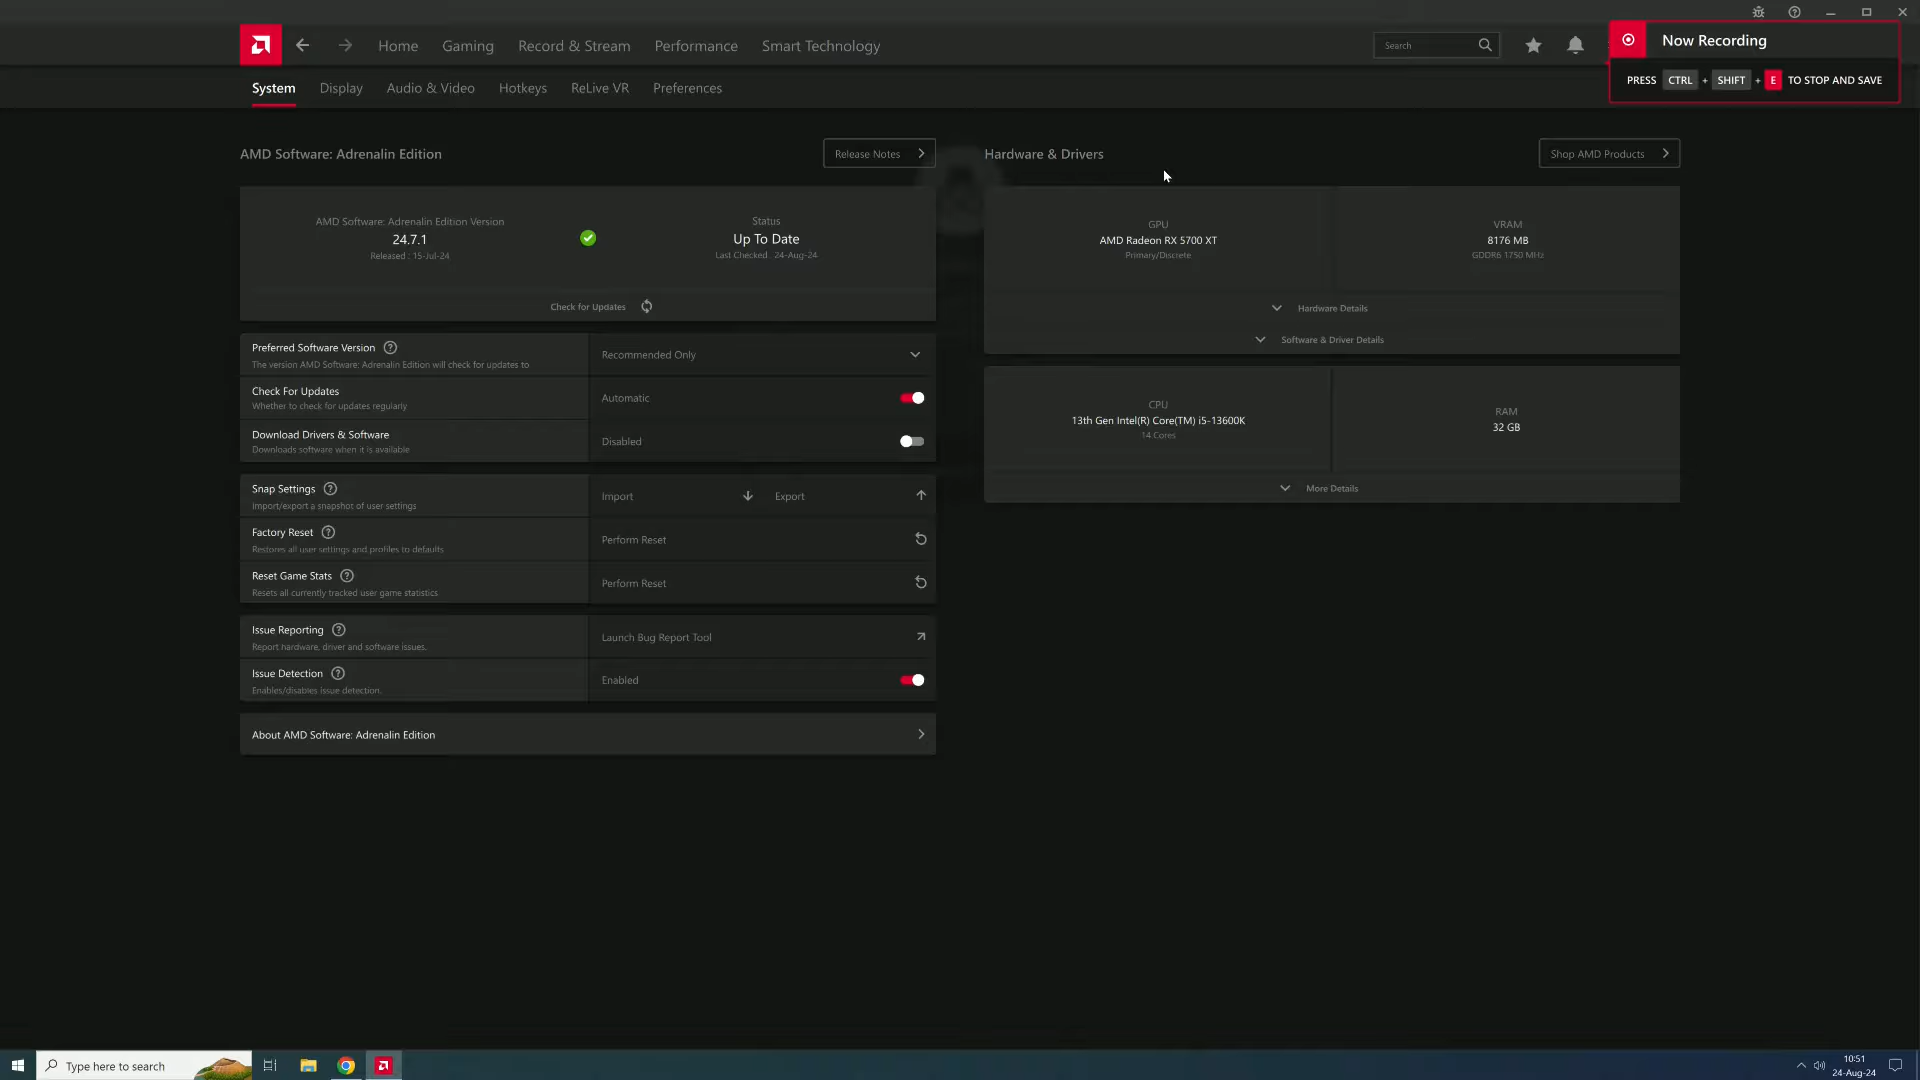 Home
Gaming
Record & Stream
Performance
Smart Technology
Search
Now Recording
PRESS CTRL + SHIFT + E TO STOP AND SAVE
System
Display
Audio & Video
Hotkeys
ReLive VR
Preferences
AMD Software: Adrenalin Edition
Release Notes
Hardware & Drivers
Shop AMD Products
AMD Software: Adrenalin Edition Version
24.7.1
Released : 15-Jul-24
Status
Up To Date
Last Checked : 24-Aug-24
Check for Updates
GPU
AMD Radeon RX 5700 XT
Primary/Discrete
VRAM
8176 MB
GDDR6 1750 MHz
Hardware Details
Software & Driver Details
Preferred Software Version
The version AMD Software: Adrenalin Edition will check for updates to
Recommended Only
Check For Updates
Whether to check for updates regularly
Automatic
Download Drivers & Software
Downloads software when it is available
Disabled
CPU
13th Gen Intel(R) Core(TM) i5-13600K
14 Cores
RAM
32 GB
More Details
Snap Settings
Import/export a snapshot of user settings
Import
Export
Factory Reset
Restores all user settings and profiles to defaults
Perform Reset
Reset Game Stats
Resets all currently tracked user game statistics
Perform Reset
Issue Reporting
Report hardware, driver and software issues.
Launch Bug Report Tool
Issue Detection
Enables/disables issue detection.
Enabled
About AMD Software: Adrenalin Edition
Type here to search
10:51
24-Aug-24